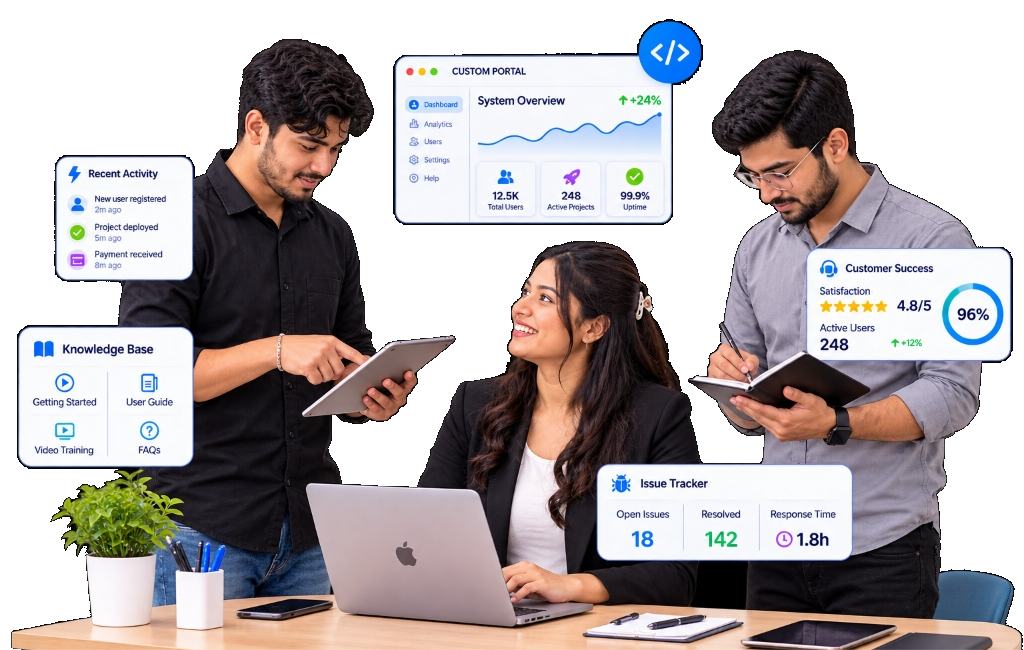 </>
CUSTOM PORTAL
Dashboard
Analytics
Users
Settings
Help
System Overview
+24%
12.5K
Total Users
248
Active Projects
99.9%
Uptime
Recent Activity
New user registered
2m ago
Project deployed
5m ago
Payment received
8m ago
Customer Success
Satisfaction
4.8/5
Active Users
248
+12%
96%
Knowledge Base
Getting Started
User Guide
Video Training
FAQs
Issue Tracker
Open Issues
Resolved
Response Time
18
142
1.8h